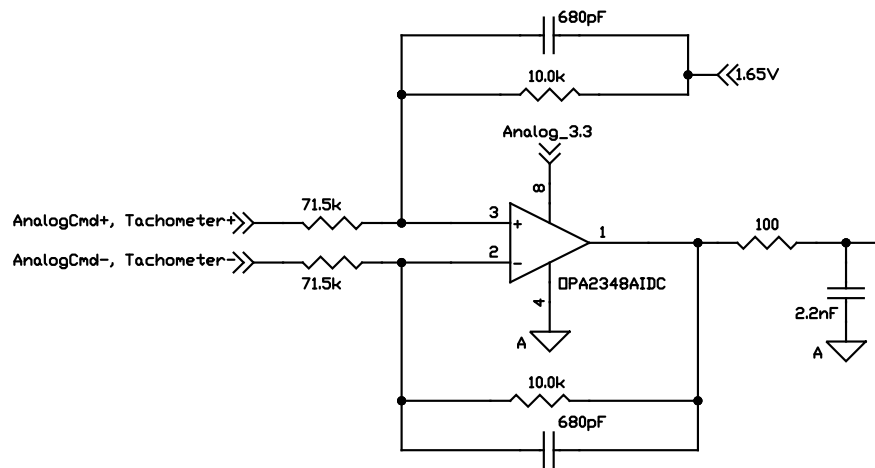 680pF
10.0k
1.65V
Analog_3.3
8
71.5k
AnalogCmd+, Tachometer+
3
+
1
100
AnalogCmd-, Tachometer-
2
-
71.5k
OPA2348AIDC
4
A
2.2nF
A
10.0k
680pF